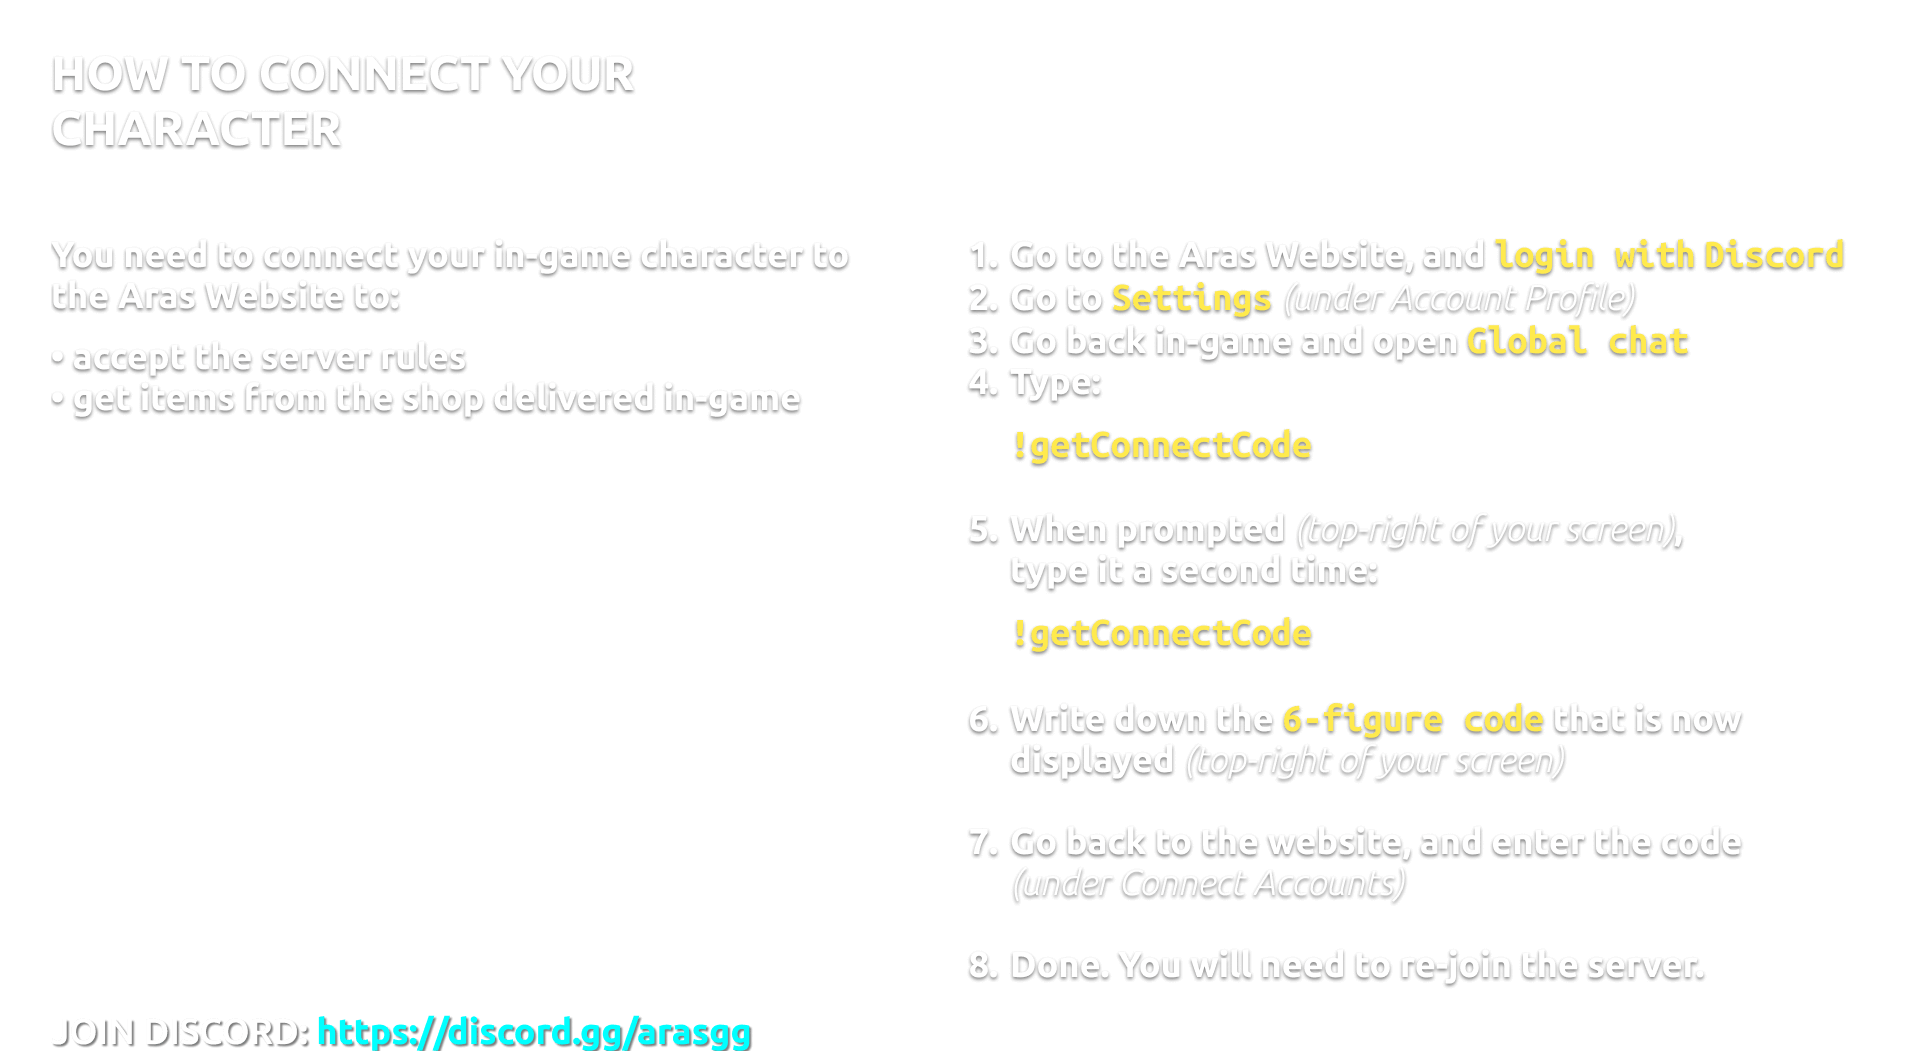 HOW TO CONNECT YOUR
CHARACTER
You need to connect your in-game character to
the Aras Website to:
• accept the server rules
• get items from the shop delivered in-game
1. Go to the Aras Website, and login with Discord
2. Go to Settings (under Account Profile)
3. Go back in-game and open Global chat
4. Type:
!getConnectCode
5. When prompted (top-right of your screen),
type it a second time:
!getConnectCode
6. Write down the 6-figure code that is now
displayed (top-right of your screen)
7. Go back to the website, and enter the code
(under Connect Accounts)
8. Done. You will need to re-join the server.
JOIN DISCORD: https://discord.gg/arasgg